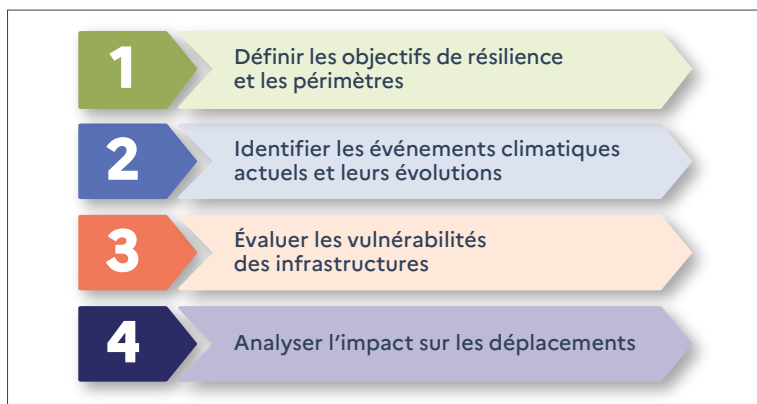 1
Définir les objectifs de résilience
et les périmètres
2
Identifier les événements climatiques
actuels et leurs évolutions
3
Évaluer les vulnérabilités
des infrastructures
4
Analyser l’impact sur les déplacements